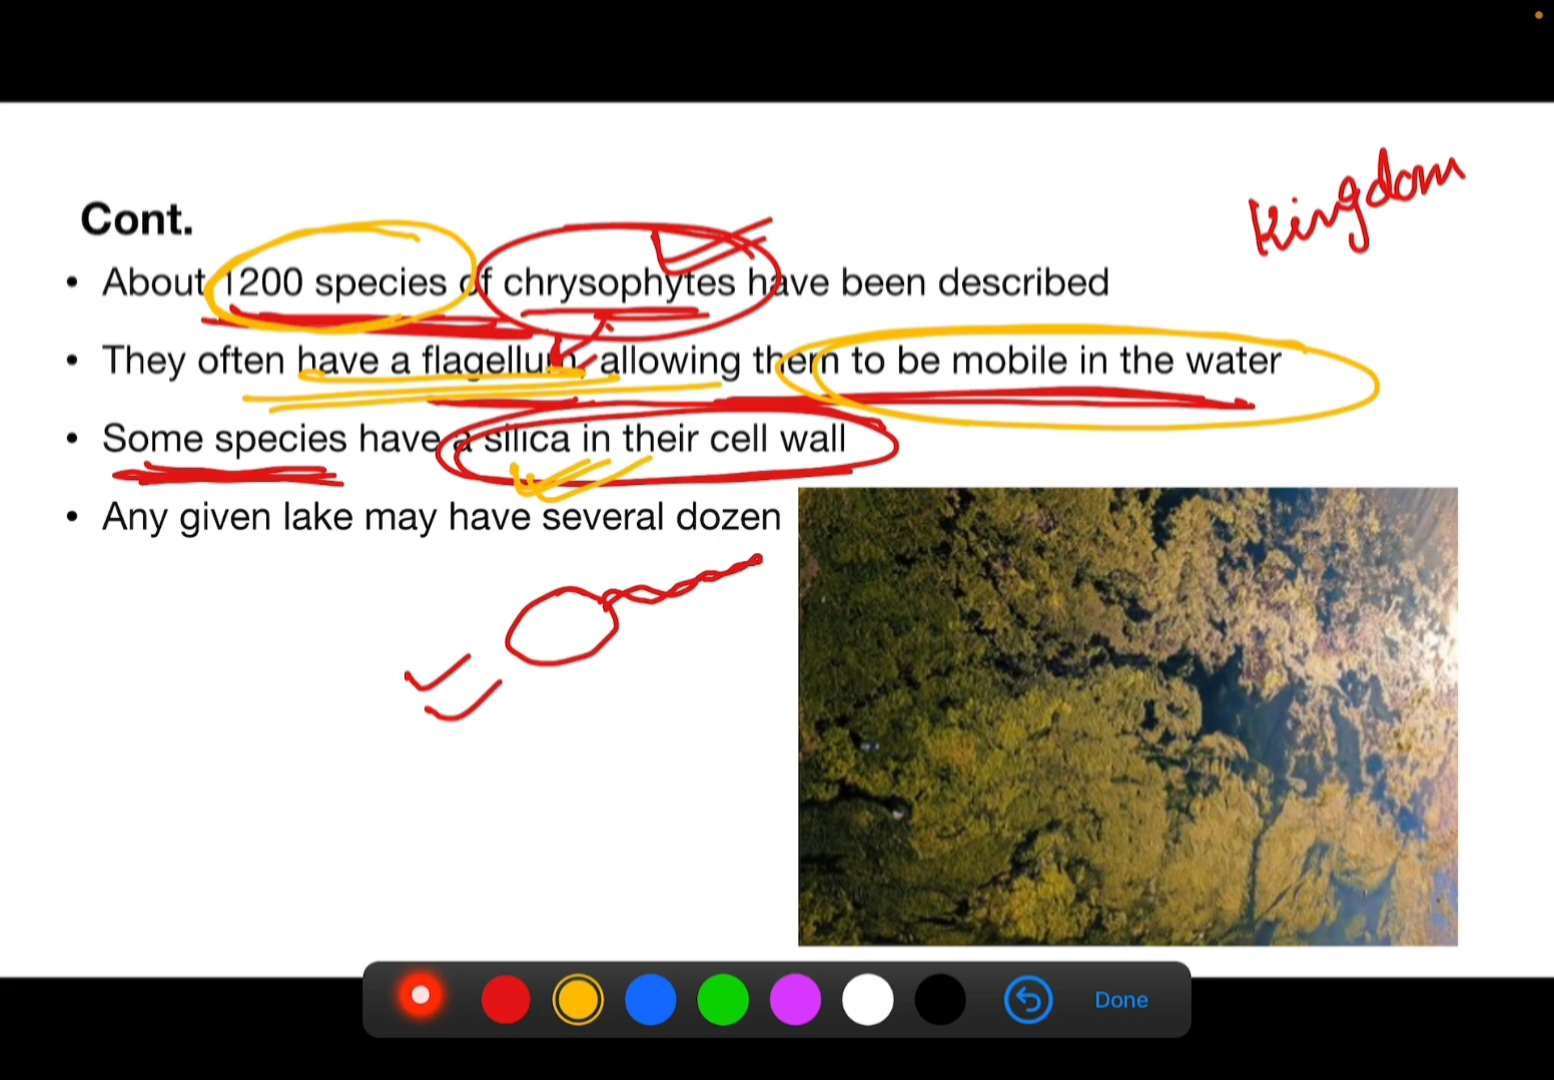 Kingdom
Cont.
• About 1200 species of chrysophytes have been described
• They often have a flagellum, allowing them to be mobile in the water
• Some species have a silica in their cell wall
• Any given lake may have several dozen
Done